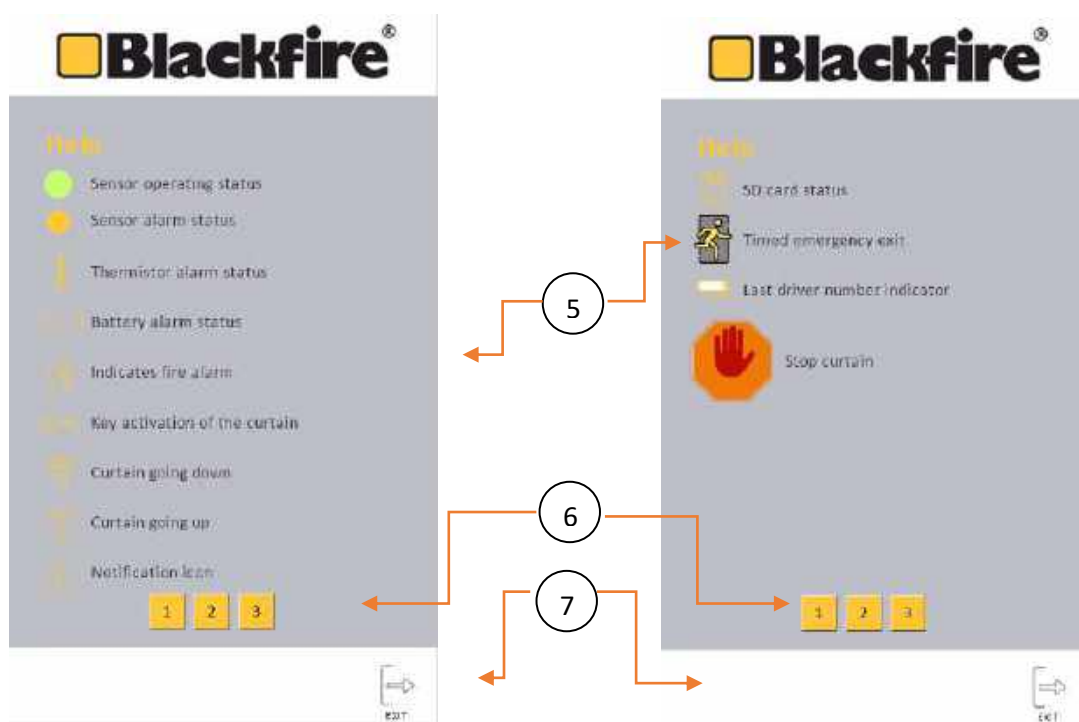 Blackfire®
Help
Sensor operating status
Sensor alarm status
Thermistor alarm status
Battery alarm status
Indicates fire alarm
Key activation of the curtain
Curtain going down
Curtain going up
Notification icon
1 2 3
EXIT
5
6
7
Blackfire®
Help
SD card status
Timed emergency exit
Last driver number indicator
Stop curtain
1 2 3
EXIT